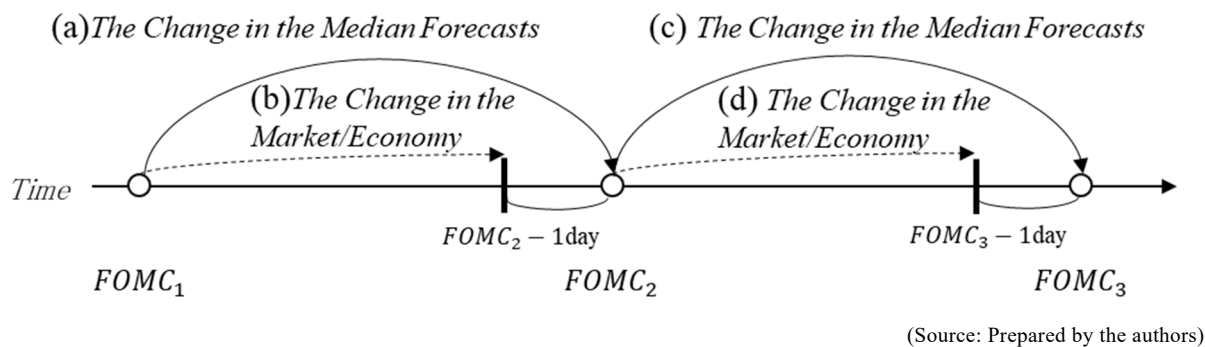 (a)The Change in the Median Forecasts
(c) The Change in the Median Forecasts
(b)The Change in the
Market/Economy
(d) The Change in the
Market/Economy
Time
FOMC₂ − 1day
FOMC₃ − 1day
FOMC₁
FOMC₂
FOMC₃
(Source: Prepared by the authors)